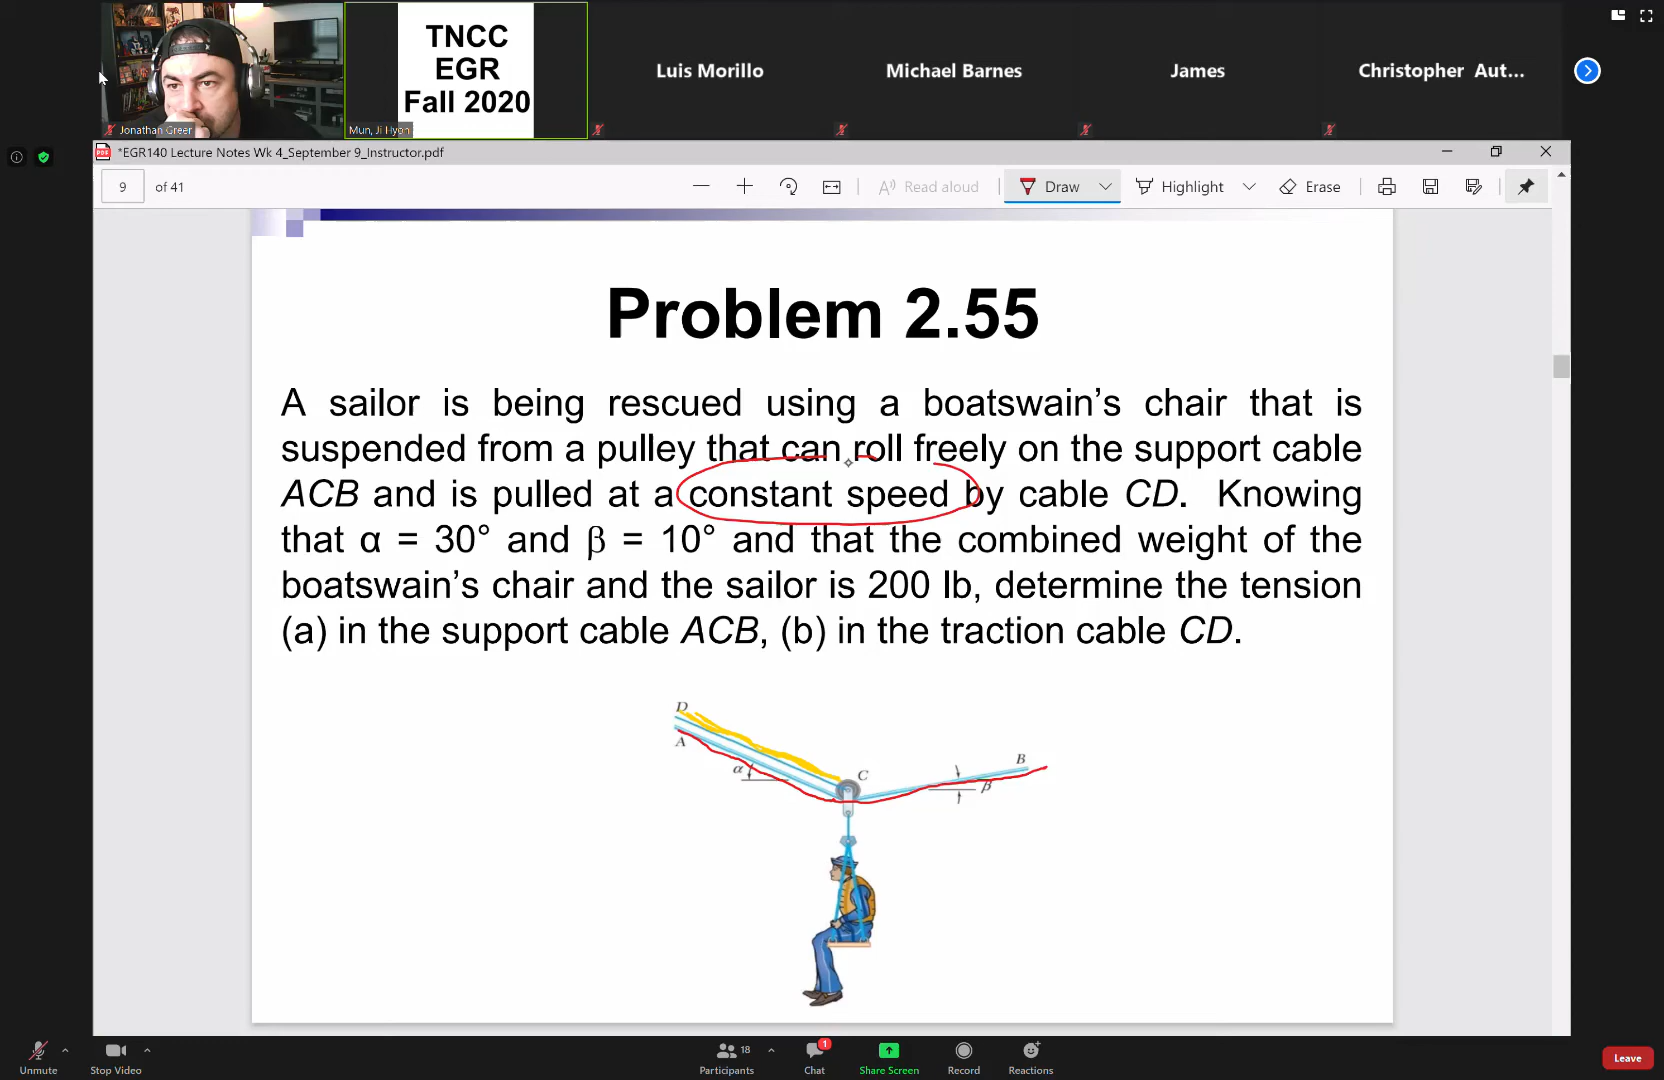 TNCC
EGR
Fall 2020
Jonathan Greer
Mun, Ji Hyon
Luis Morillo
Michael Barnes
James
Christopher Aut...
PDF
*EGR140 Lecture Notes Wk 4_September 9_Instructor.pdf
9 of 41
Read aloud
Draw
Highlight
Erase
Problem 2.55
A sailor is being rescued using a boatswain’s chair that is
suspended from a pulley that can roll freely on the support cable
ACB and is pulled at a constant speed by cable CD. Knowing
that α = 30° and β = 10° and that the combined weight of the
boatswain’s chair and the sailor is 200 lb, determine the tension
(a) in the support cable ACB, (b) in the traction cable CD.
D
A
α
C
B
β
Unmute
Stop Video
18
Participants
1
Chat
Share Screen
Record
Reactions
Leave